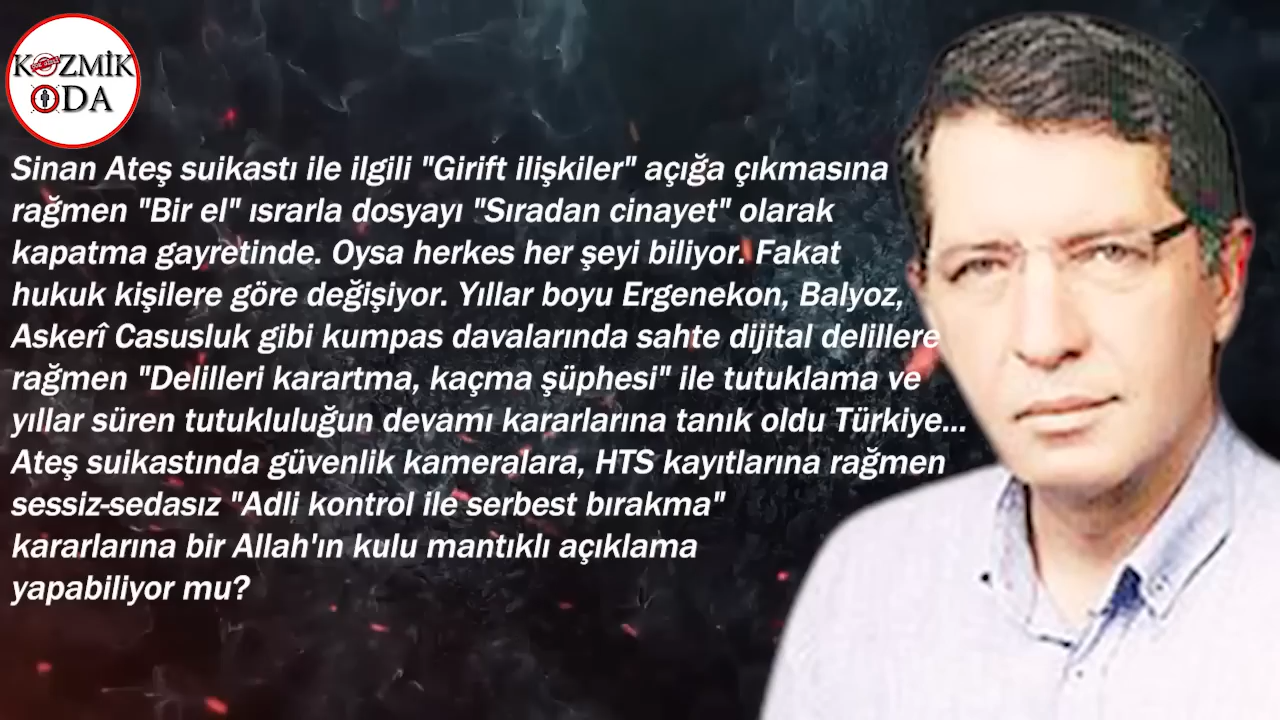 KOZMİK
ODA
Sinan Ateş suikastı ile ilgili "Girift ilişkiler" açığa çıkmasına
rağmen "Bir el" ısrarla dosyayı "Sıradan cinayet" olarak
kapatma gayretinde. Oysa herkes her şeyi biliyor. Fakat
hukuk kişilere göre değişiyor. Yıllar boyu Ergenekon, Balyoz,
Askerî Casusluk gibi kumpas davalarında sahte dijital delillere
rağmen "Delilleri karartma, kaçma şüphesi" ile tutuklama ve
yıllar süren tutukluluğun devamı kararlarına tanık oldu Türkiye...
Ateş suikastında güvenlik kameralara, HTS kayıtlarına rağmen
sessiz-sedasız "Adli kontrol ile serbest bırakma"
kararlarına bir Allah'ın kulu mantıklı açıklama
yapabiliyor mu?